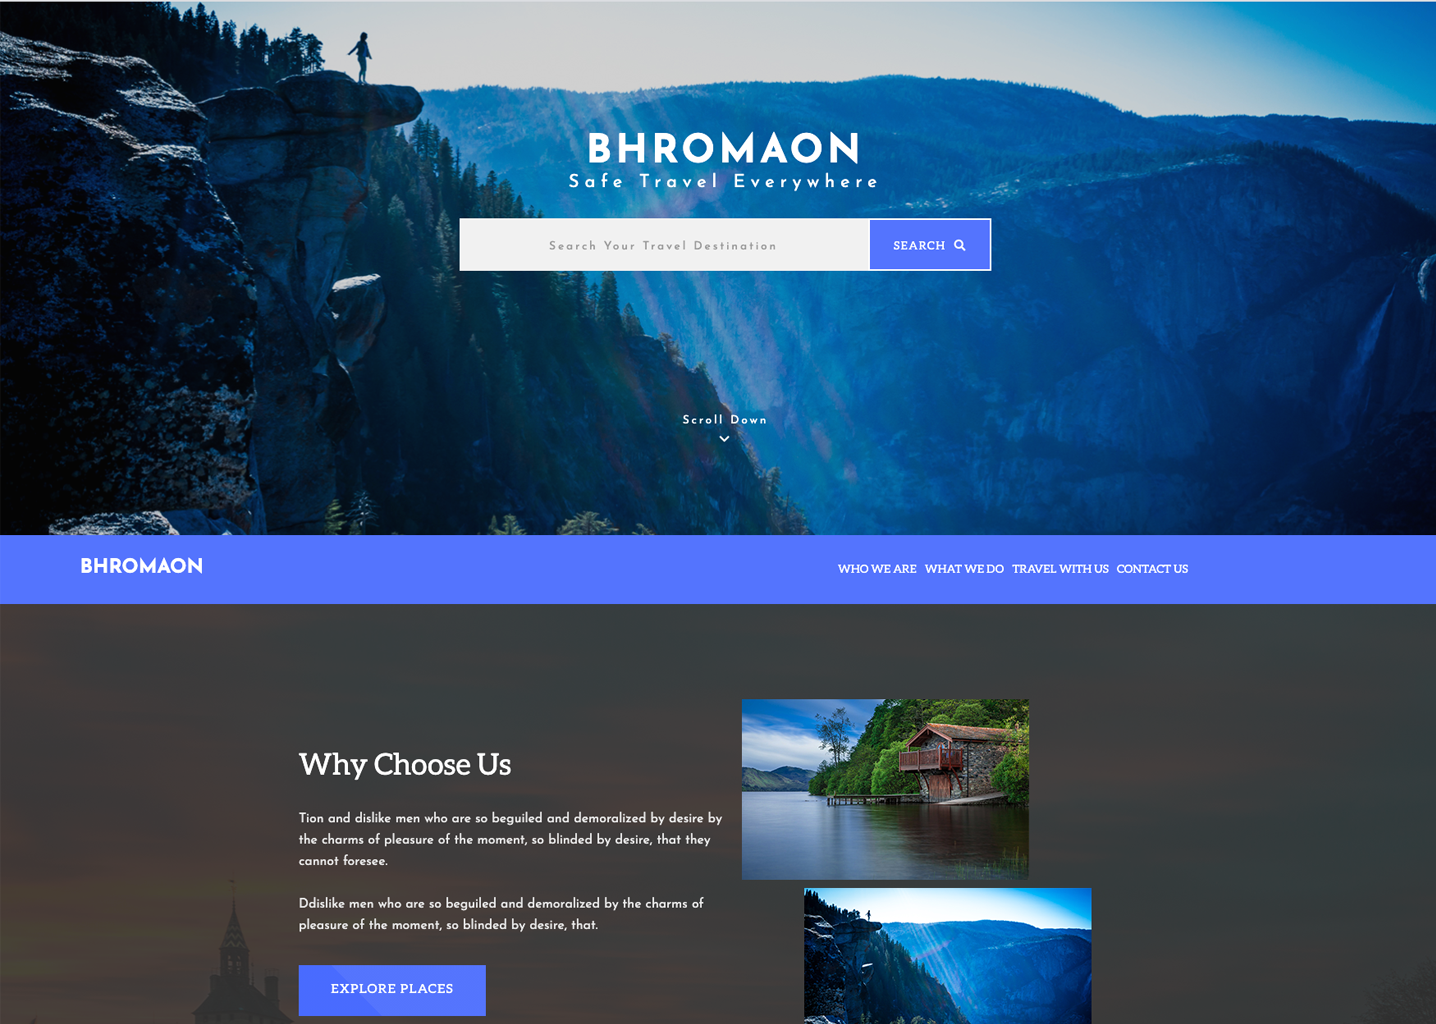 BHROMAON
Safe Travel Everywhere
Search Your Travel Destination
SEARCH
Scroll Down
BHROMAON
WHO WE ARE WHAT WE DO TRAVEL WITH US CONTACT US
Why Choose Us
Tion and dislike men who are so beguiled and demoralized by desire by
the charms of pleasure of the moment, so blinded by desire, that they
cannot foresee.
Ddislike men who are so beguiled and demoralized by the charms of
pleasure of the moment, so blinded by desire, that.
EXPLORE PLACES